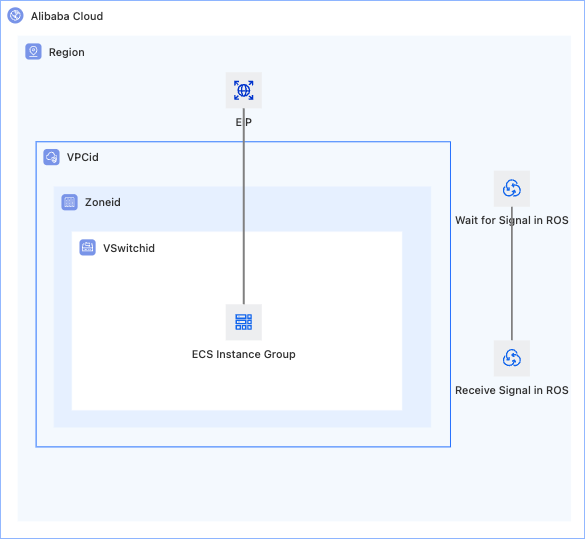 Alibaba Cloud
Region
EIP
VPCid
Zoneid
Wait for Signal in ROS
VSwitchid
ECS Instance Group
Receive Signal in ROS